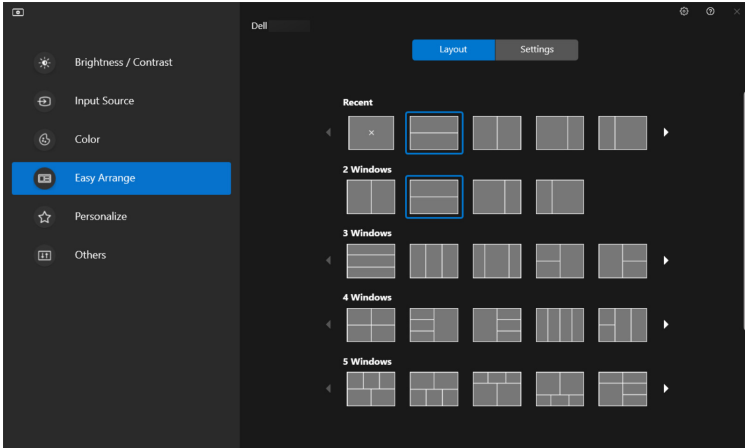 Dell
Layout
Settings
Brightness / Contrast
Input Source
Color
Easy Arrange
Personalize
Others
Recent
2 Windows
3 Windows
4 Windows
5 Windows